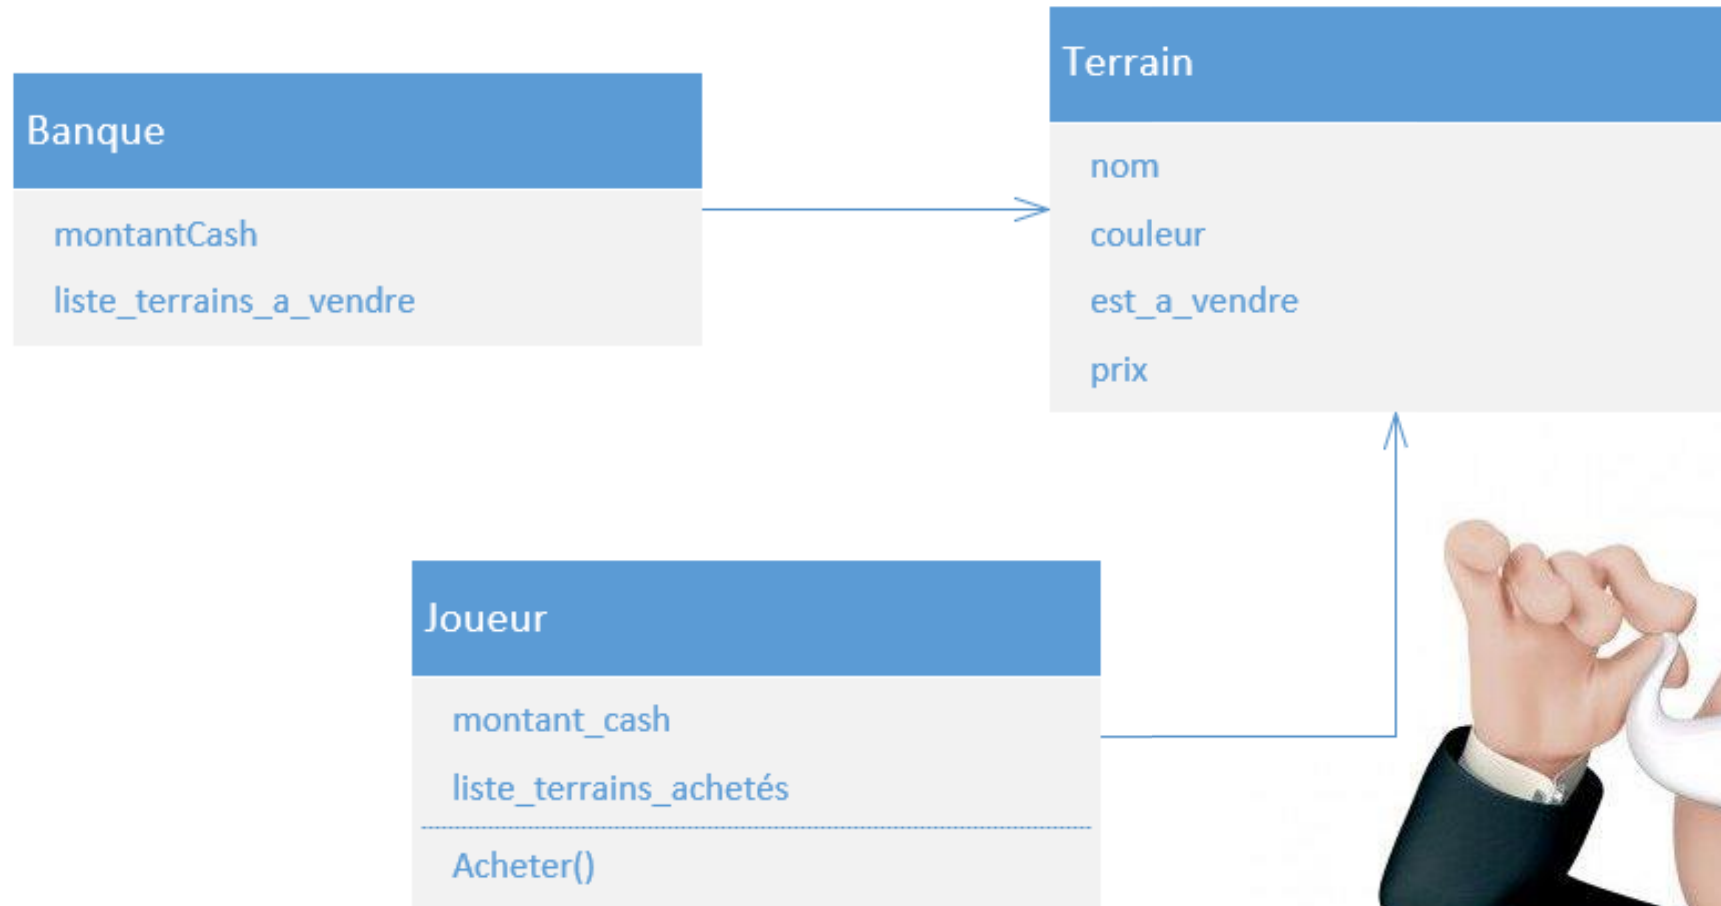 Banque
montantCash
liste_terrains_a_vendre
Terrain
nom
couleur
est_a_vendre
prix
Joueur
montant_cash
liste_terrains_achetés
Acheter()